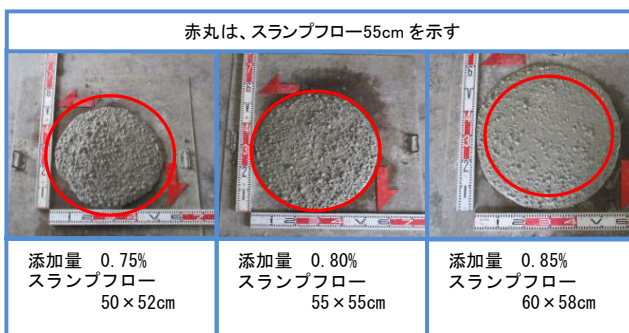 赤丸は、スランプフロー55cm を示す
添加量 0.75%
スランプフロー
50×52cm
添加量 0.80%
スランプフロー
55×55cm
添加量 0.85%
スランプフロー
60×58cm